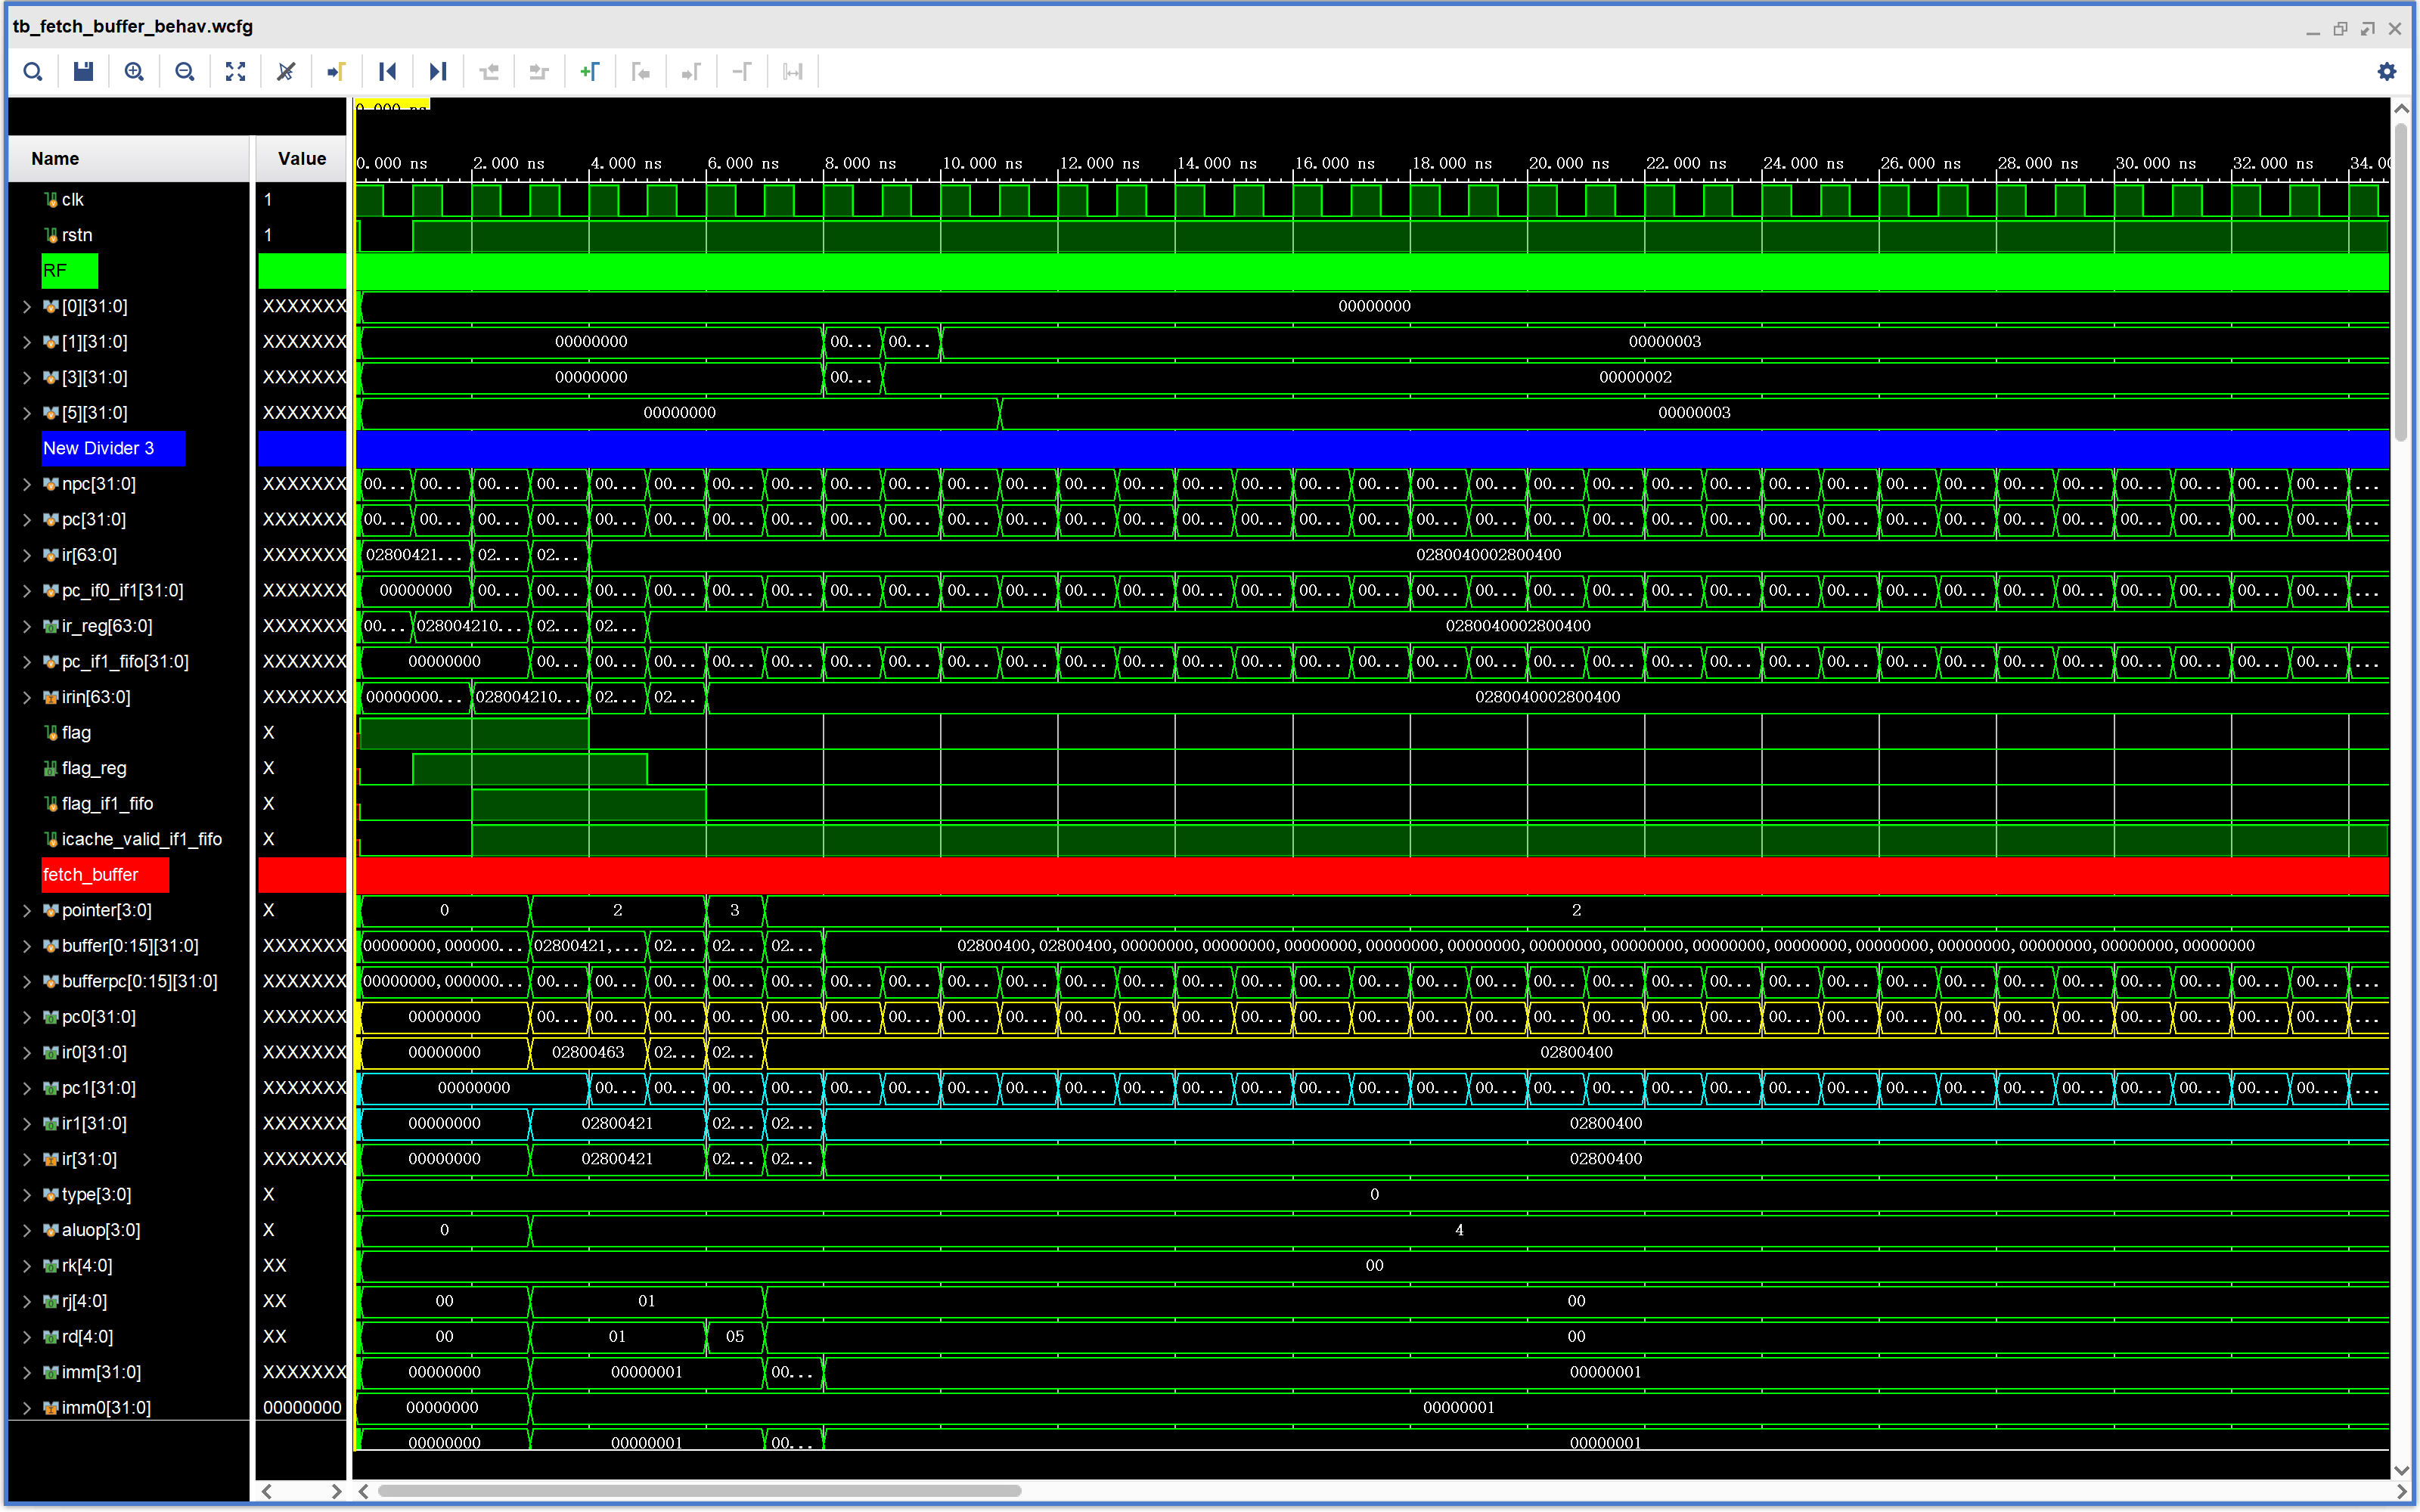 tb_fetch_buffer_behav.wcfg
0.000 ns
Name Value 0.000 ns 2.000 ns 4.000 ns 6.000 ns 8.000 ns 10.000 ns 12.000 ns 14.000 ns 16.000 ns 18.000 ns 20.000 ns 22.000 ns 24.000 ns 26.000 ns 28.000 ns 30.000 ns 32.000 ns 34.0
clk 1
rstn 1
RF
[0][31:0] XXXXXXX 00000000
[1][31:0] XXXXXXX 00000000 00... 00... 00000003
[3][31:0] XXXXXXX 00000000 00... 00000002
[5][31:0] XXXXXXX 00000000 00000003
New Divider 3
npc[31:0] XXXXXXX 00... 00... 00... 00... 00... 00... 00... 00... 00... 00... 00... 00... 00... 00... 00... 00... 00... 00... 00... 00... 00... 00... 00... 00... 00... 00... 00... 00... 00... 00... 00... 00... 00... 00... ...
pc[31:0] XXXXXXX 00... 00... 00... 00... 00... 00... 00... 00... 00... 00... 00... 00... 00... 00... 00... 00... 00... 00... 00... 00... 00... 00... 00... 00... 00... 00... 00... 00... 00... 00... 00... 00... 00... 00... ...
ir[63:0] XXXXXXX 02800421... 02... 02... 0280040002800400
pc_if0_if1[31:0] XXXXXXX 00000000 00... 00... 00... 00... 00... 00... 00... 00... 00... 00... 00... 00... 00... 00... 00... 00... 00... 00... 00... 00... 00... 00... 00... 00... 00... 00... 00... 00... 00... 00... 00... 00... ...
ir_reg[63:0] XXXXXXX 00... 028004210... 02... 02... 0280040002800400
pc_if1_fifo[31:0] XXXXXXX 00000000 00... 00... 00... 00... 00... 00... 00... 00... 00... 00... 00... 00... 00... 00... 00... 00... 00... 00... 00... 00... 00... 00... 00... 00... 00... 00... 00... 00... 00... 00... 00... ...
irin[63:0] XXXXXXX 00000000... 028004210... 02... 02... 0280040002800400
flag X
flag_reg X
flag_if1_fifo X
icache_valid_if1_fifo X
fetch_buffer
pointer[3:0] X 0 2 3 2
buffer[0:15][31:0] XXXXXXX 00000000,000000... 02800421,... 02... 02... 02... 02800400,02800400,00000000,00000000,00000000,00000000,00000000,00000000,00000000,00000000,00000000,00000000,00000000,00000000,00000000,00000000
bufferpc[0:15][31:0] XXXXXXX 00000000,000000... 00... 00... 00... 00... 00... 00... 00... 00... 00... 00... 00... 00... 00... 00... 00... 00... 00... 00... 00... 00... 00... 00... 00... 00... 00... 00... 00... 00... 00... 00... 00... ...
pc0[31:0] XXXXXXX 00000000 00... 00... 00... 00... 00... 00... 00... 00... 00... 00... 00... 00... 00... 00... 00... 00... 00... 00... 00... 00... 00... 00... 00... 00... 00... 00... 00... 00... 00... 00... 00... ...
ir0[31:0] XXXXXXX 00000000 02800463 02... 02... 02800400
pc1[31:0] XXXXXXX 00000000 00... 00... 00... 00... 00... 00... 00... 00... 00... 00... 00... 00... 00... 00... 00... 00... 00... 00... 00... 00... 00... 00... 00... 00... 00... 00... 00... 00... 00... 00... ...
ir1[31:0] XXXXXXX 00000000 02800421 02... 02... 02800400
ir[31:0] XXXXXXX 00000000 02800421 02... 02... 02800400
type[3:0] X 0
aluop[3:0] X 0 4
rk[4:0] XX 00
rj[4:0] XX 00 01 00
rd[4:0] XX 00 01 05 00
imm[31:0] XXXXXXX 00000000 00000001 00... 00000001
imm0[31:0] 00000000 00000000 00000001
00000000 00000001 00... 00000001